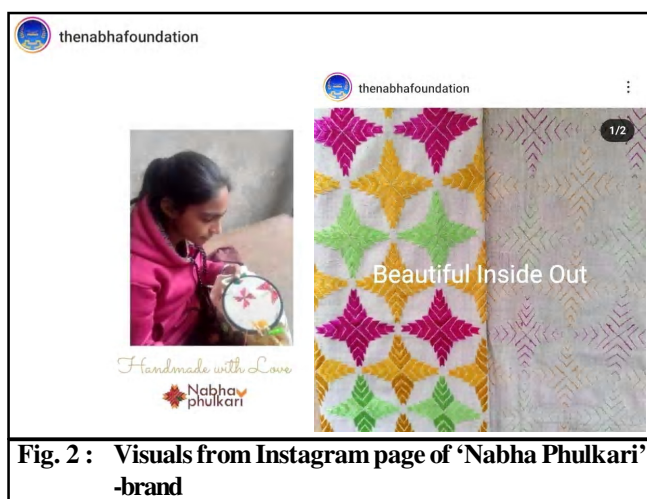 thenabhafoundation
thenabhafoundation
1/2
Beautiful Inside Out
Handmade with Love
Nabha
phulkari
Fig. 2 : Visuals from Instagram page of ‘Nabha Phulkari’
-brand